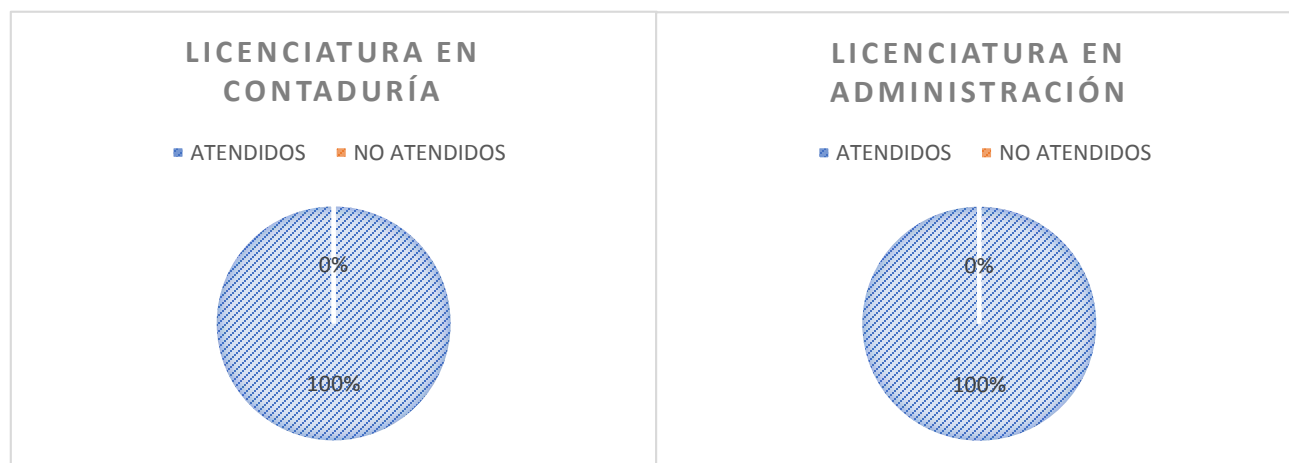 LICENCIATURA EN
CONTADURÍA
ATENDIDOS NO ATENDIDOS
0%
100%
LICENCIATURA EN
ADMINISTRACIÓN
ATENDIDOS NO ATENDIDOS
0%
100%